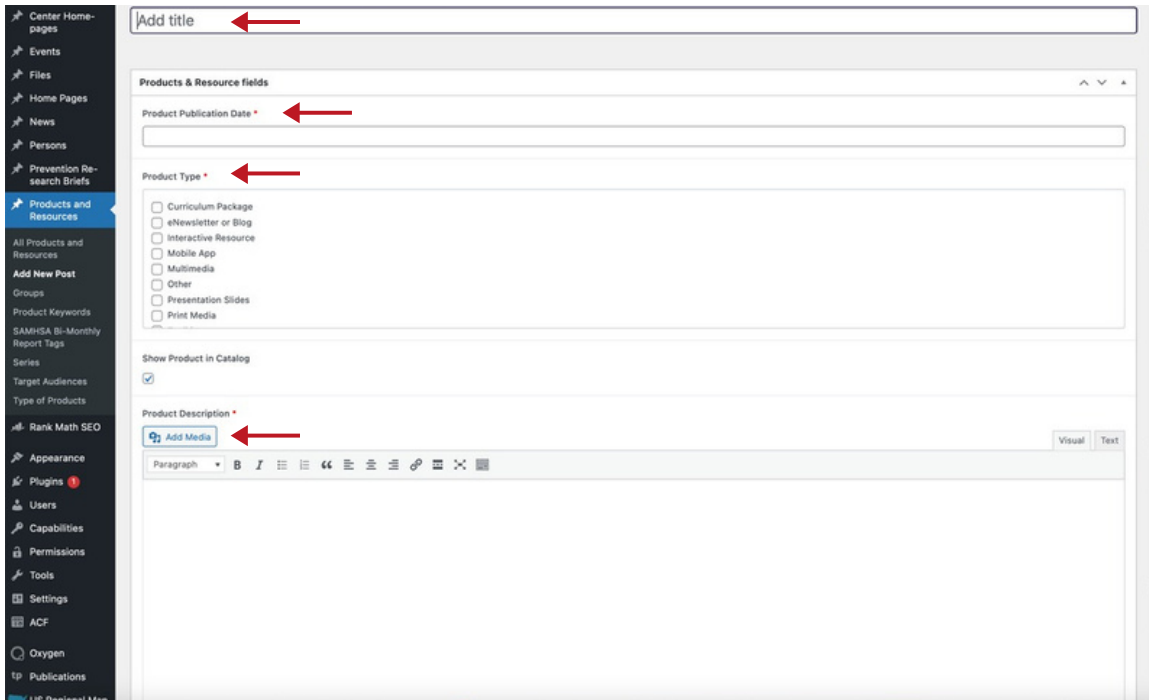 Center Home-
pages
Events
Files
Home Pages
News
Persons
Prevention Re-
search Briefs
Products and
Resources
All Products and
Resources
Add New Post
Groups
Product Keywords
SAMHSA Bi-Monthly
Report Tags
Series
Target Audiences
Type of Products
Rank Math SEO
Appearance
Plugins 1
Users
Capabilities
Permissions
Tools
Settings
ACF
Oxygen
tp Publications
US Regional Map
Add title
Products & Resource fields
Product Publication Date *
Product Type *
Curriculum Package
eNewsletter or Blog
Interactive Resource
Mobile App
Multimedia
Other
Presentation Slides
Print Media
Show Product in Catalog
Product Description *
Add Media
Visual Text
Paragraph B I